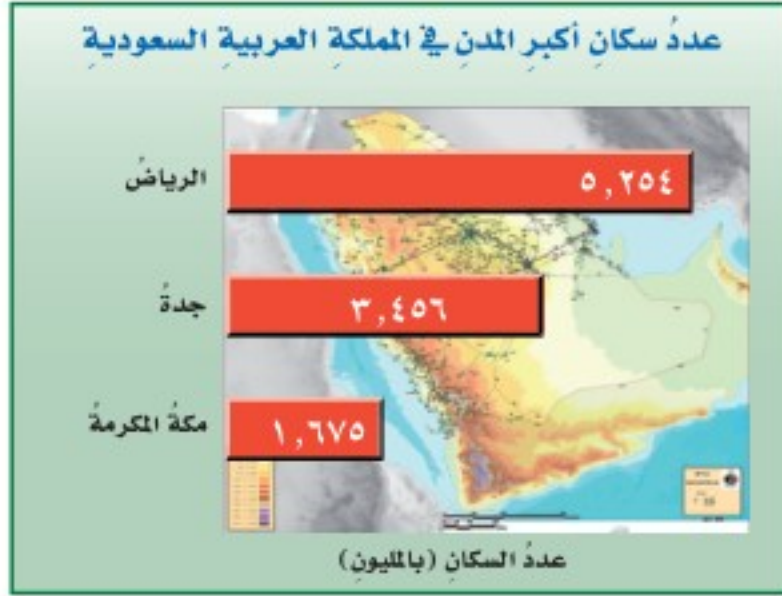 عددُ سكانِ أكبرِ المدنِ في المملكةِ العربيةِ السعوديةِ
الرياضُ
٥,٢٥٤
جدةُ
٣,٤٥٦
مكةُ المكرمةُ
١,٦٧٥
عددُ السكانِ (بالمليونِ)